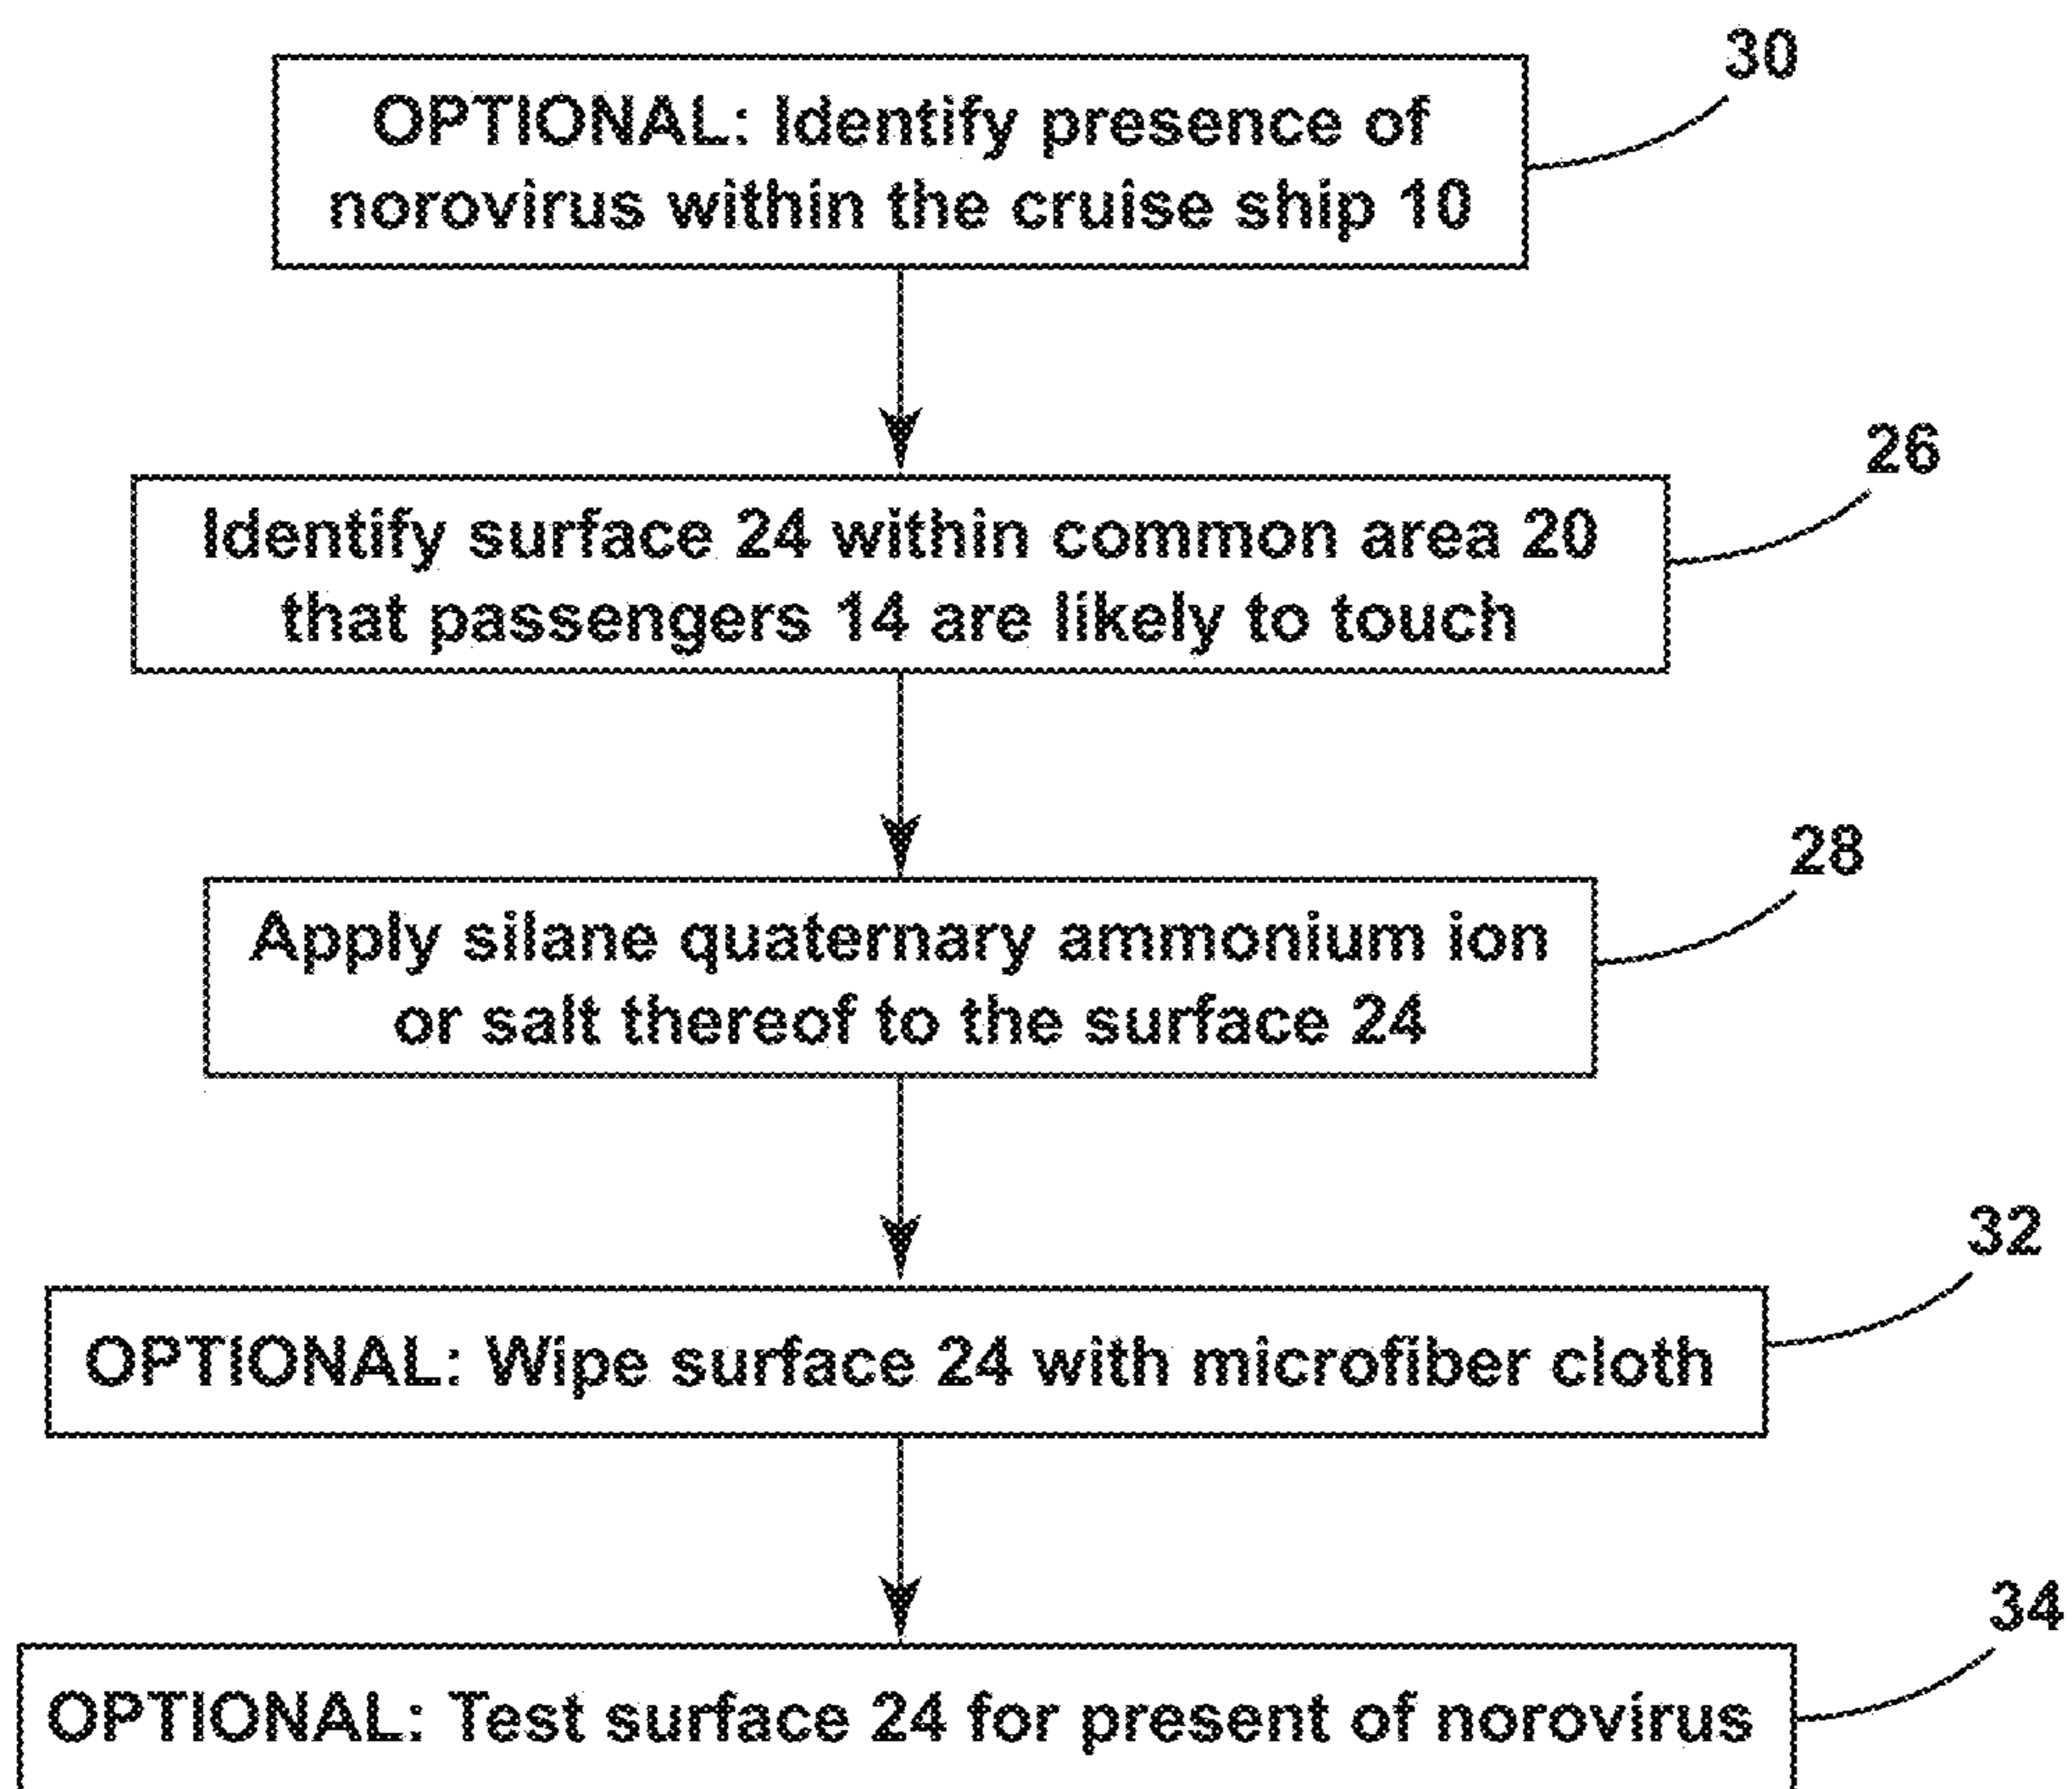 30
OPTIONAL: Identify presence of
norovirus within the cruise ship 10
26
Identify surface 24 within common area 20
that passengers 14 are likely to touch
28
Apply silane quaternary ammonium ion
or salt thereof to the surface 24
32
OPTIONAL: Wipe surface 24 with microfiber cloth
34
OPTIONAL: Test surface 24 for present of norovirus